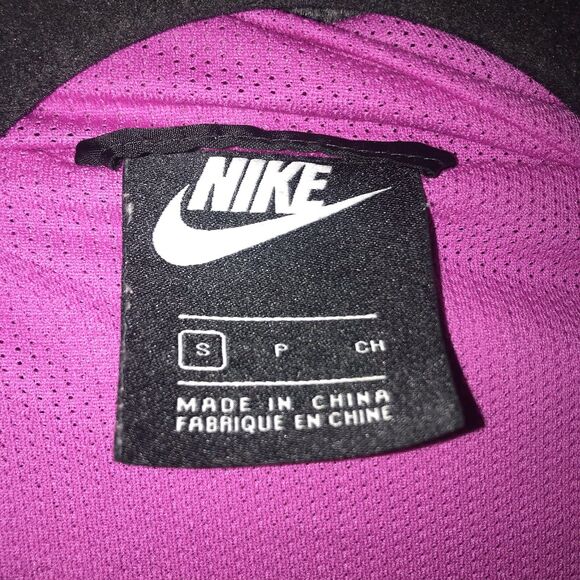 NIKE
S P CH
MADE IN CHINA
FABRIQUE EN CHINE